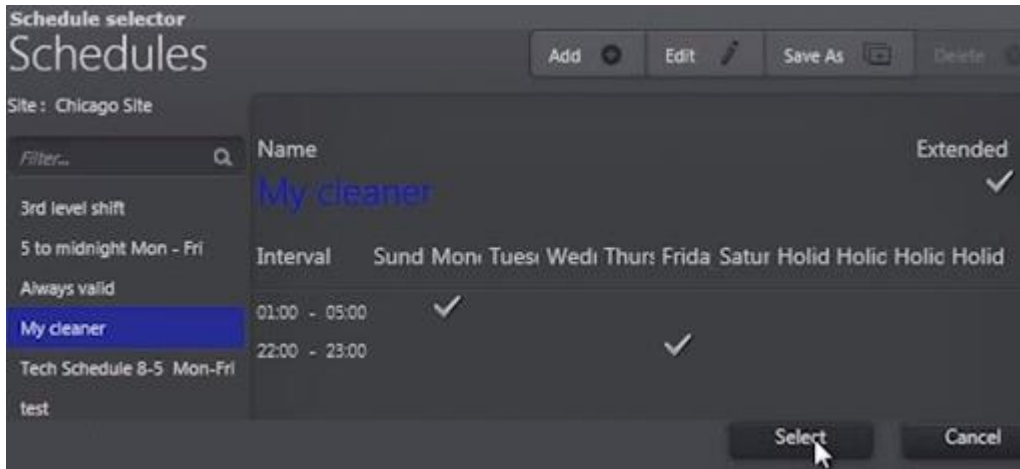 Schedule selector
Schedules
Add Edit Save As Delete
Site: Chicago Site
Filter...
Name Extended
My cleaner
3rd level shift
5 to midnight Mon - Fri
Always valid
My cleaner
Tech Schedule 8-5 Mon-Fri
test
Interval Sund Mon Tues Wed Thurs Frida Satur Holid Holic Holic Holid
01:00 - 05:00
22:00 - 23:00
Select Cancel